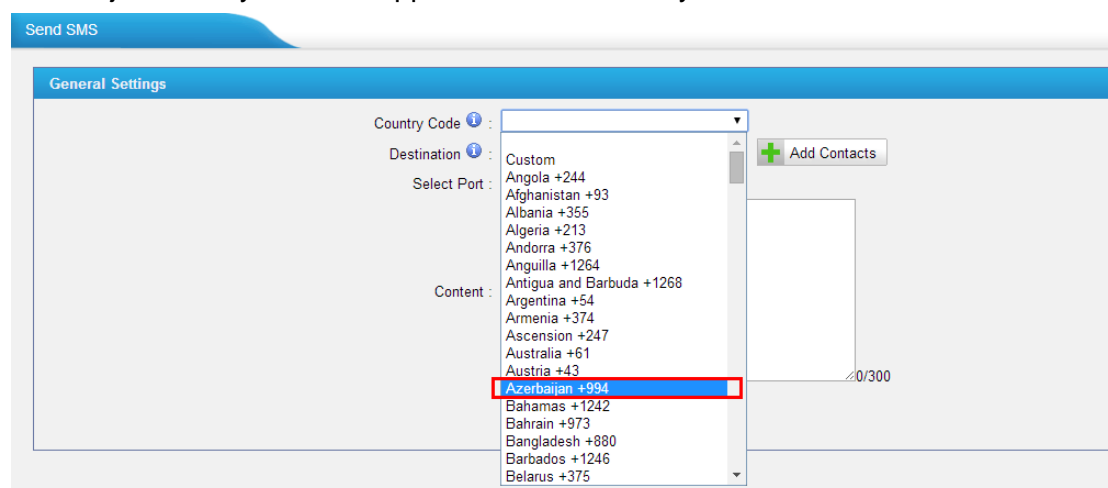 Send SMS
General Settings
Country Code :
Destination :
Add Contacts
Select Port :
Content :
Custom
Angola +244
Afghanistan +93
Albania +355
Algeria +213
Andorra +376
Anguilla +1264
Antigua and Barbuda +1268
Argentina +54
Armenia +374
Ascension +247
Australia +61
Austria +43
Azerbaijan +994
Bahamas +1242
Bahrain +973
Bangladesh +880
Barbados +1246
Belarus +375
0/300